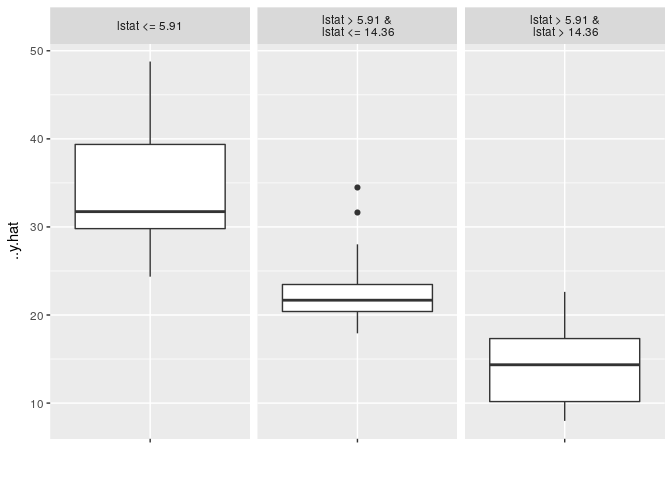 lstat <= 5.91
lstat > 5.91 &
lstat <= 14.36
lstat > 5.91 &
lstat > 14.36
50
40
30
20
10
..y.hat